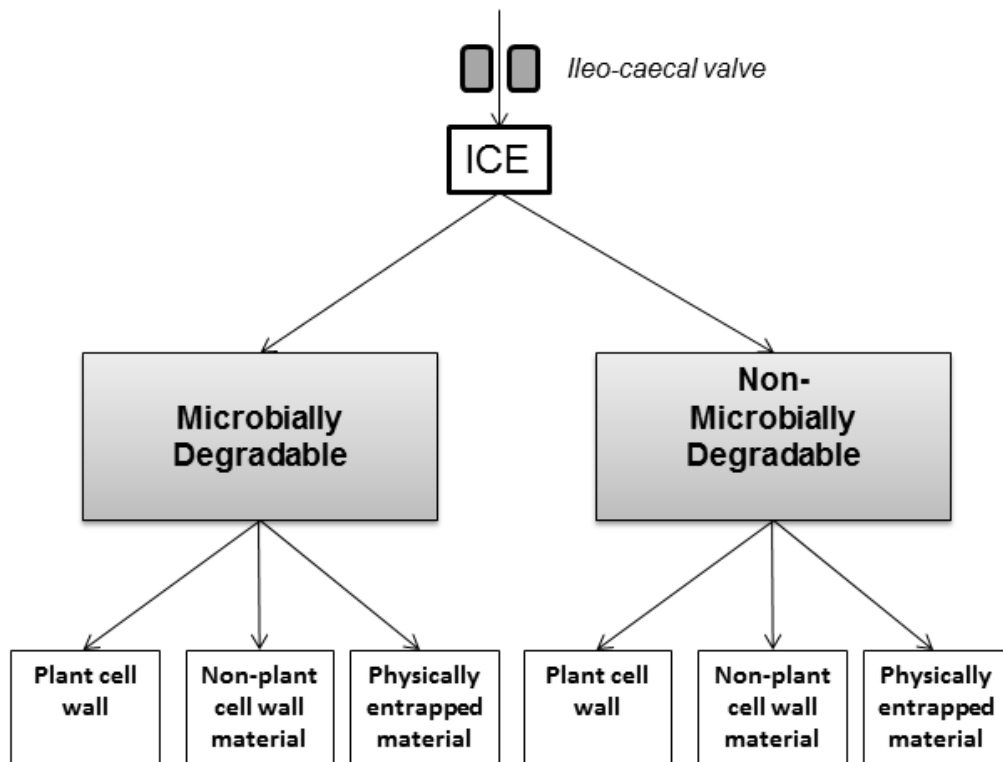 Ileo-caecal valve
ICE
Microbially
Degradable
Non-
Microbially
Degradable
Plant cell
wall
Non-plant
cell wall
material
Physically
entrapped
material
Plant cell
wall
Non-plant
cell wall
material
Physically
entrapped
material